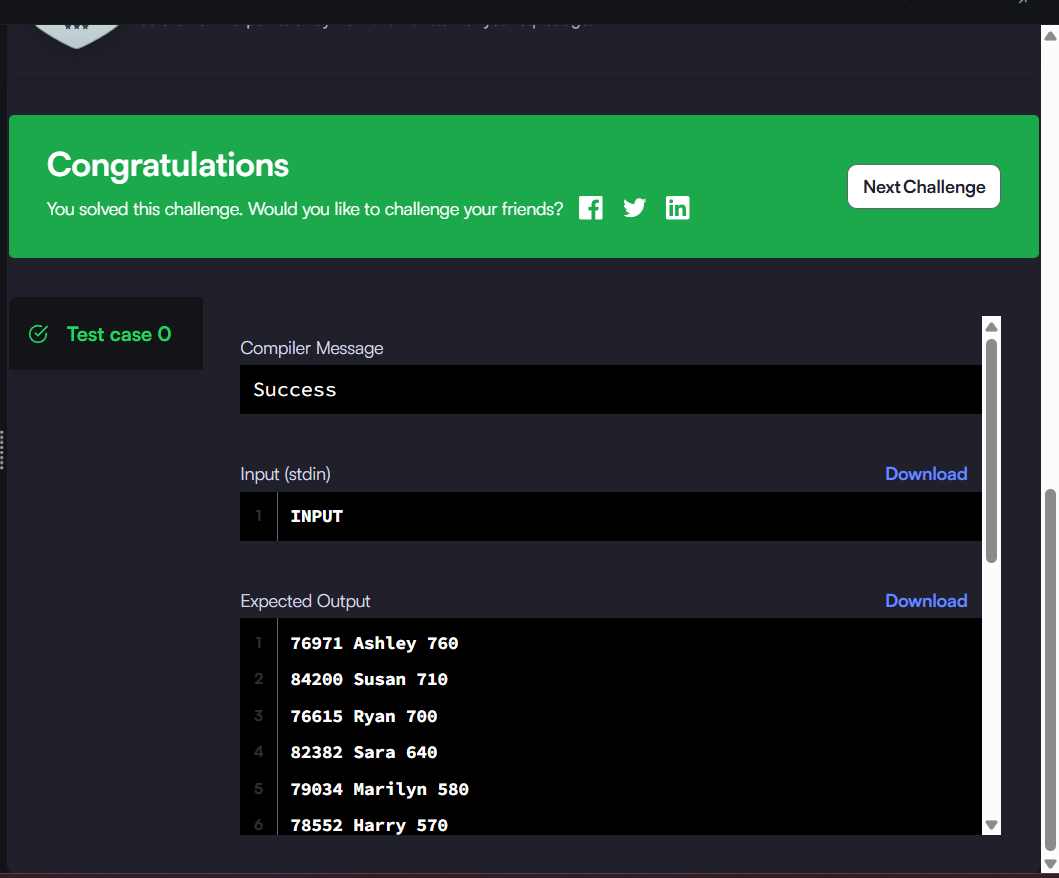 Congratulations
You solved this challenge. Would you like to challenge your friends?
Next Challenge
Test case 0
Compiler Message
Success
Input (stdin)
Download
1 INPUT
Expected Output
Download
1 76971 Ashley 760
2 84200 Susan 710
3 76615 Ryan 700
4 82382 Sara 640
5 79034 Marilyn 580
6 78552 Harry 570